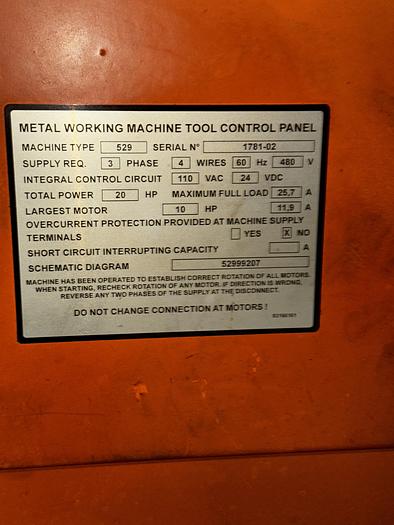 METAL WORKING MACHINE TOOL CONTROL PANEL
MACHINE TYPE 529 SERIAL N° 1781-02
SUPPLY REQ. 3 PHASE 4 WIRES 60 Hz 480 V
INTEGRAL CONTROL CIRCUIT 110 VAC 24 VDC
TOTAL POWER 20 HP MAXIMUM FULL LOAD 25,7 A
LARGEST MOTOR 10 HP 11,9 A
OVERCURRENT PROTECTION PROVIDED AT MACHINE SUPPLY
TERMINALS YES X NO
SHORT CIRCUIT INTERRUPTING CAPACITY A
SCHEMATIC DIAGRAM 52999207
MACHINE HAS BEEN OPERATED TO ESTABLISH CORRECT ROTATION OF ALL MOTORS.
WHEN STARTING, RECHECK ROTATION OF ANY MOTOR. IF DIRECTION IS WRONG,
REVERSE ANY TWO PHASES OF THE SUPPLY AT THE DISCONNECT.
DO NOT CHANGE CONNECTION AT MOTORS !